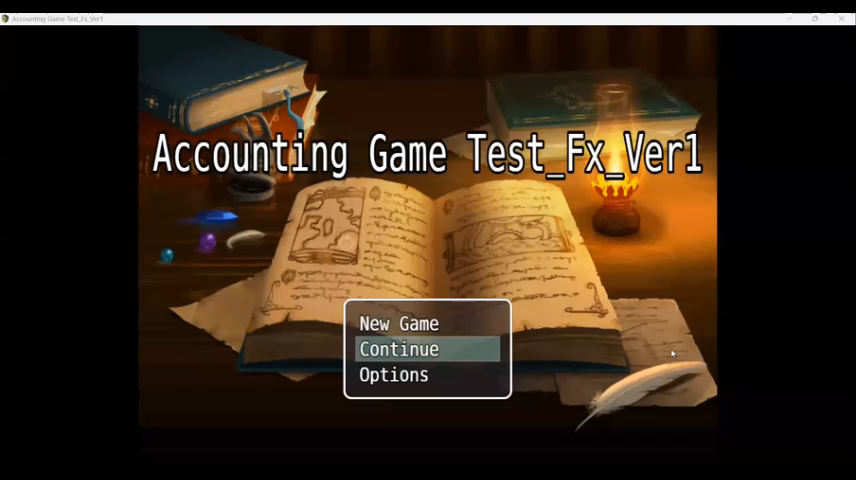 Accounting Game Test_Fx_Ver1
Accounting Game Test_Fx_Ver1
New Game
Continue
Options